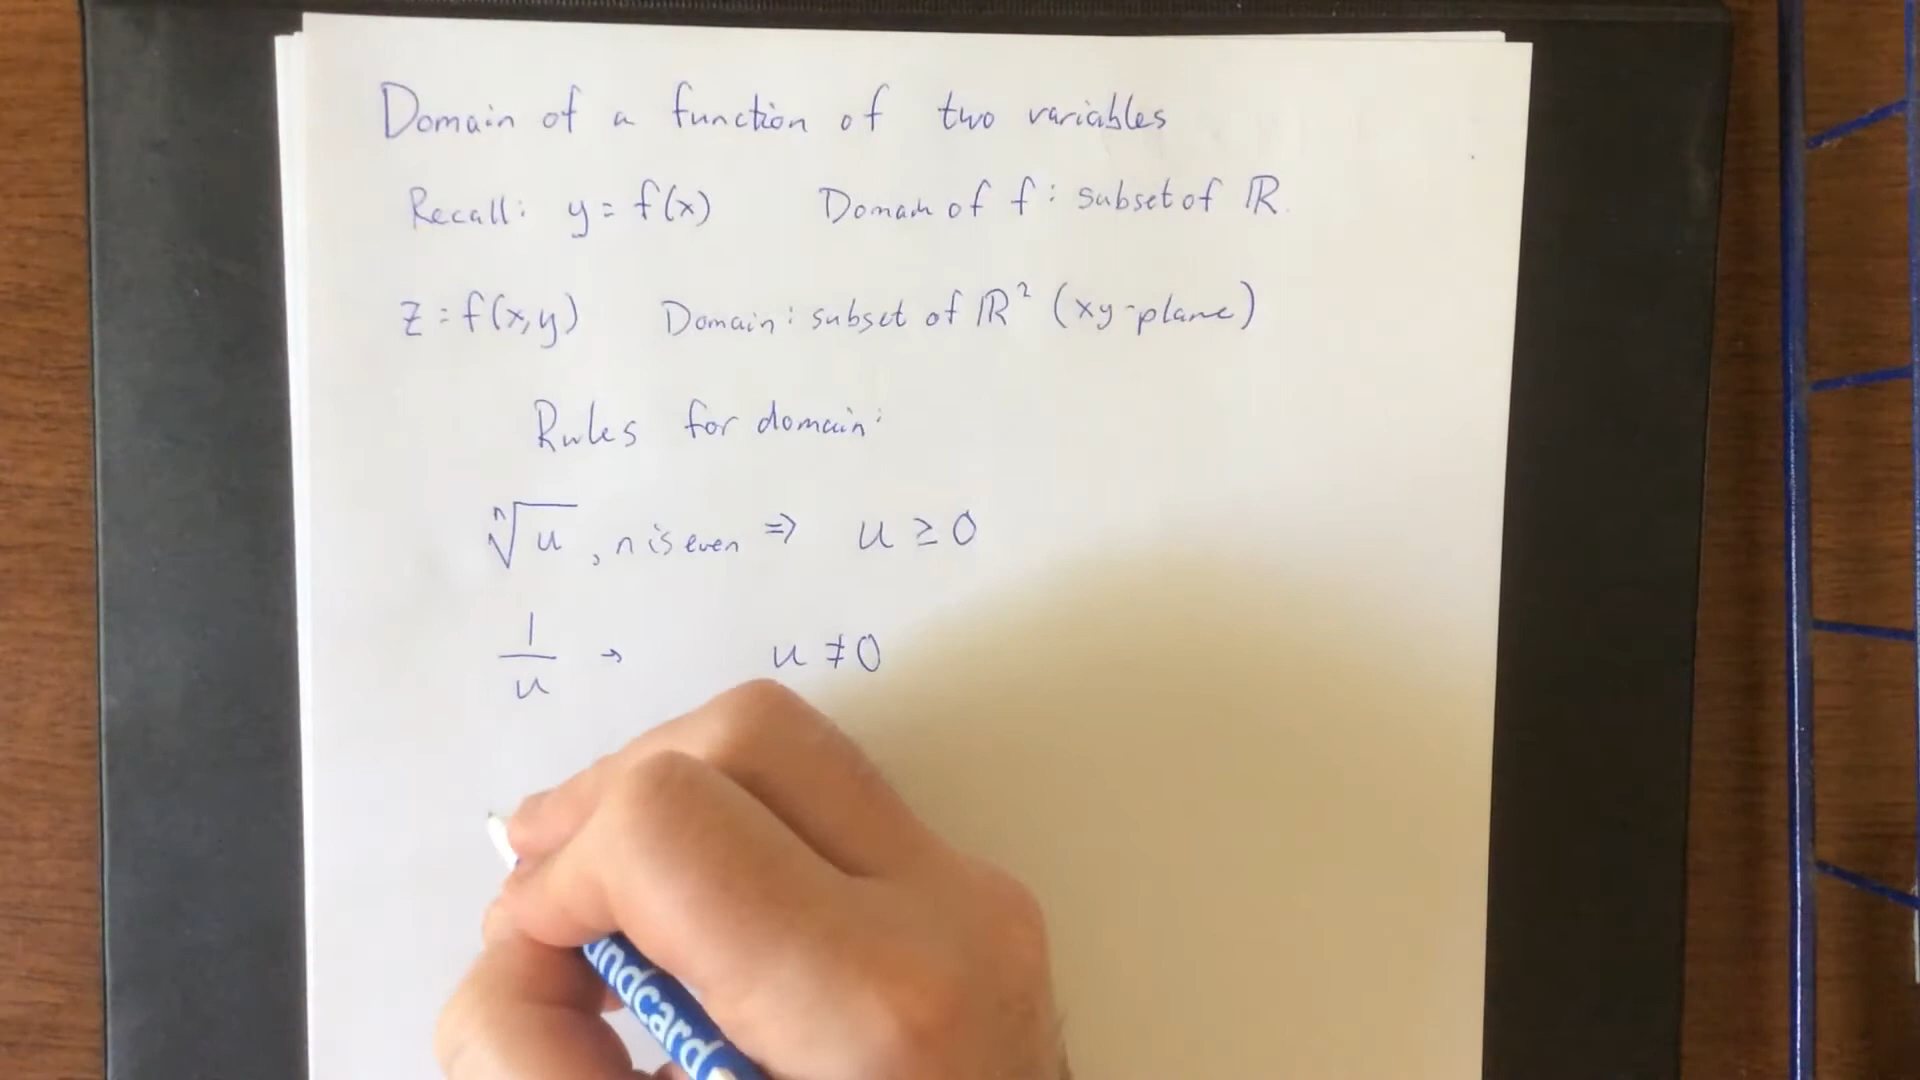 Domain of a function of two variables
Recall: y = f(x) Domain of f: subset of ℝ.
z = f(x,y) Domain: subset of ℝ² (xy-plane)
Rules for domain:
ⁿ√u, n is even ⇒ u ≥ 0
1/u → u ≠ 0
undcard